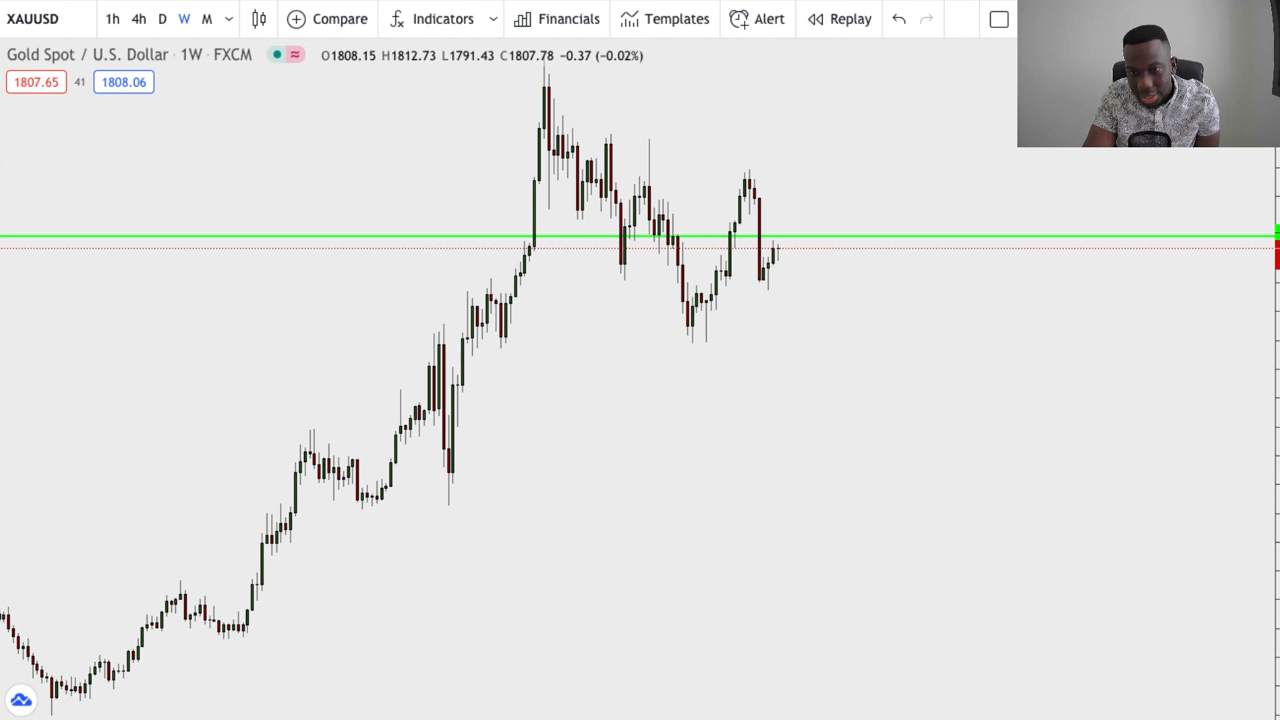 XAUUSD 1h 4h D W M Compare Indicators Financials Templates Alert Replay
Gold Spot / U.S. Dollar · 1W · FXCM O1808.15 H1812.73 L1791.43 C1807.78 −0.37 (−0.02%)
1807.65 41 1808.06